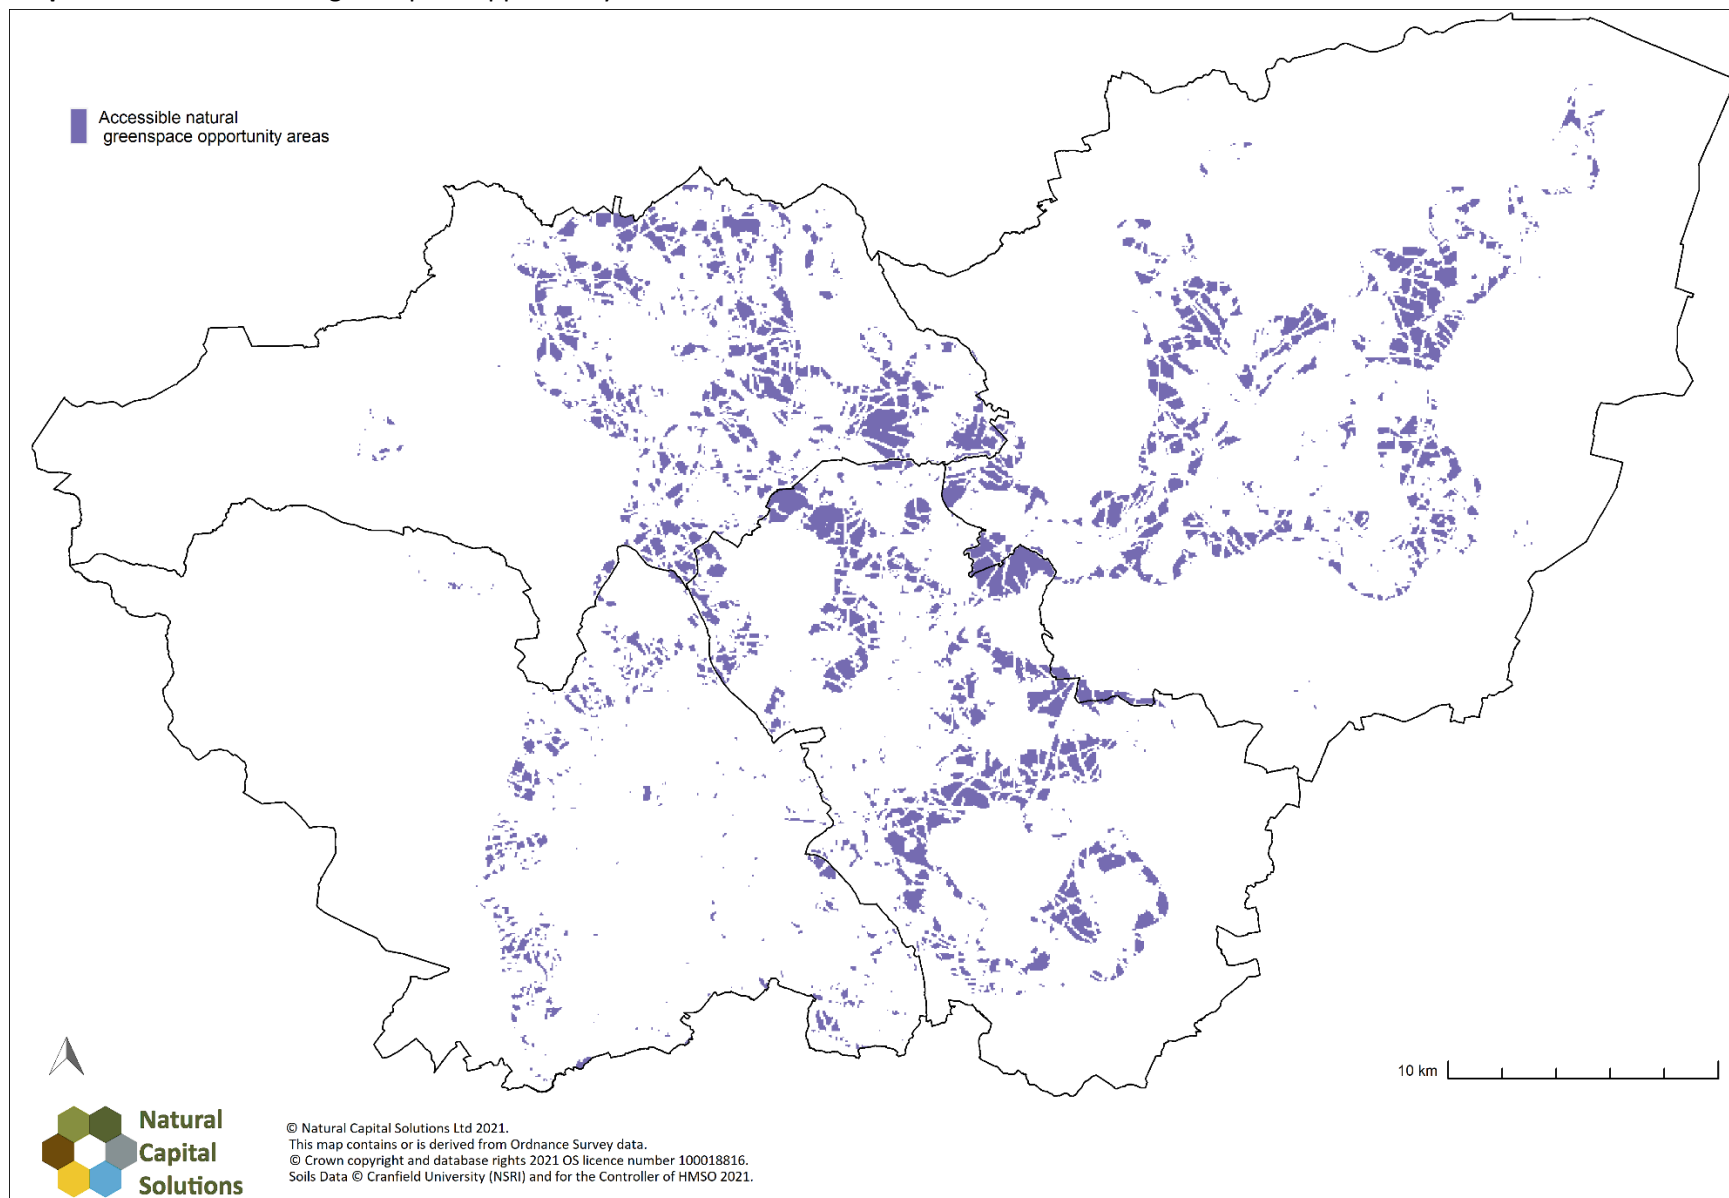 Accessible natural
greenspace opportunity areas
10 km
Natural
Capital
Solutions
© Natural Capital Solutions Ltd 2021.
This map contains or is derived from Ordnance Survey data.
© Crown copyright and database rights 2021 OS licence number 100018816.
Soils Data © Cranfield University (NSRI) and for the Controller of HMSO 2021.